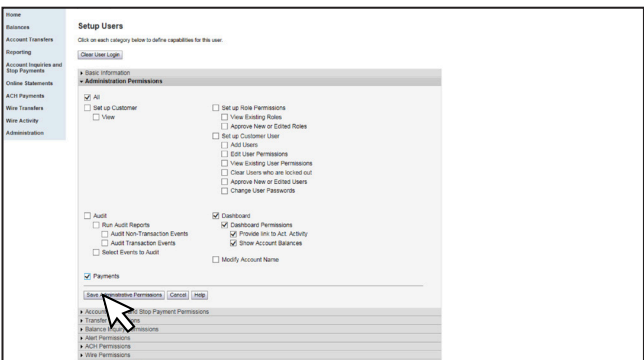 Home
Balances
Account Transfers
Reporting
Account Inquiries and
Stop Payments
Online Statements
ACH Payments
Wire Transfers
Wire Activity
Administration
Setup Users
Click on each category below to define capabilities for this user.
Clear User Login
Basic Information
Administration Permissions
All
Set up Customer
View
Set up Role Permissions
View Existing Roles
Approve New or Edited Roles
Set up Customer User
Add Users
Edit User Permissions
View Existing User Permissions
Clear Users who are locked out
Approve New or Edited Users
Change User Passwords
Audit
Run Audit Reports
Audit Non-Transaction Events
Audit Transaction Events
Select Events to Audit
Dashboard
Dashboard Permissions
Provide link to Act. Activity
Show Account Balances
Modify Account Name
Payments
Save Administrative Permissions Cancel Help
Account and Stop Payment Permissions
Transfer
Balance Inquiry Permissions
Alert Permissions
ACH Permissions
Wire Permissions